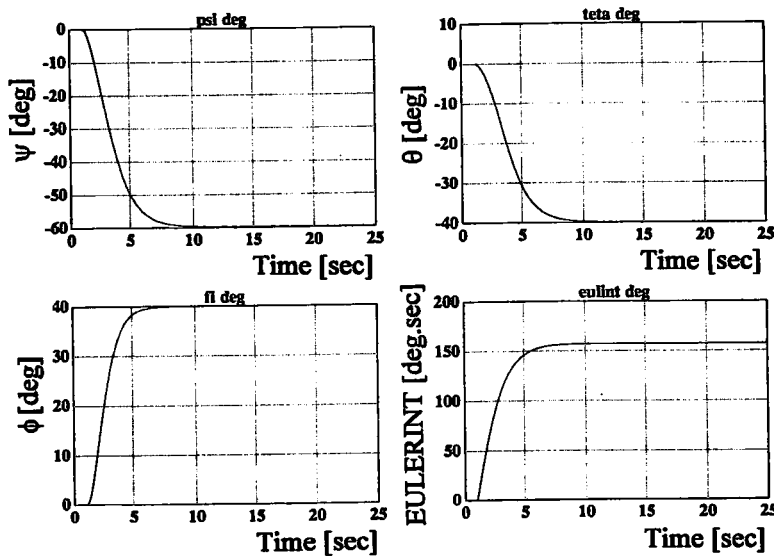 psi deg
ψ [deg]
0
-10
-20
-30
-40
-50
-60
0 5 10 15 20 25
Time [sec]
teta deg
θ [deg]
10
0
-10
-20
-30
-40
0 5 10 15 20 25
Time [sec]
fi deg
ϕ [deg]
40
30
20
10
0
0 5 10 15 20 25
Time [sec]
eulint deg
EULERINT [deg.sec]
200
150
100
50
0
0 5 10 15 20 25
Time [sec]